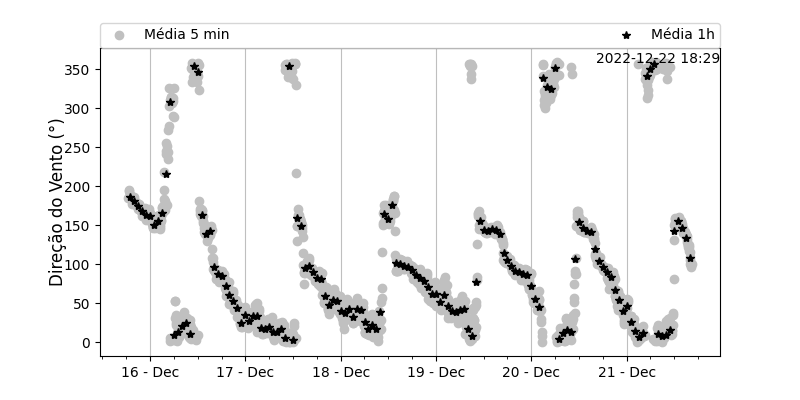 Média 5 min
Média 1h
2022-12-22 18:29
Direção do Vento (°)
350
300
250
200
150
100
50
0
16 - Dec
17 - Dec
18 - Dec
19 - Dec
20 - Dec
21 - Dec